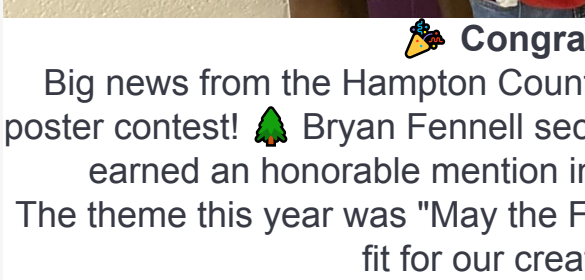 🎉 Congra
Big news from the Hampton Coun
poster contest! 🌲 Bryan Fennell sec
earned an honorable mention i
The theme this year was "May the F
fit for our crea